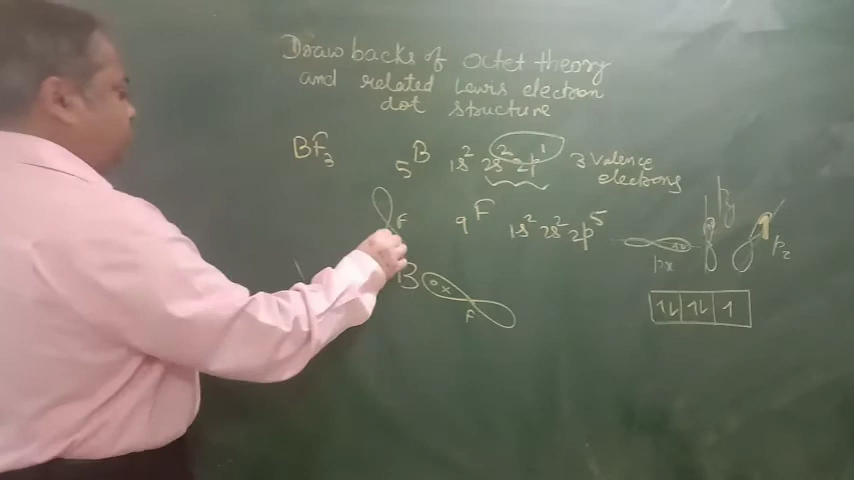 Draw backs of octet theory
and related Lewis electron
dot structure
BF3 5B 1s2 2s2 2p1 3 Valence
electrons
9F 1s2 2s2 2p5
F
px py pz
B o x
F
1↿⇂ 1↿⇂ 1